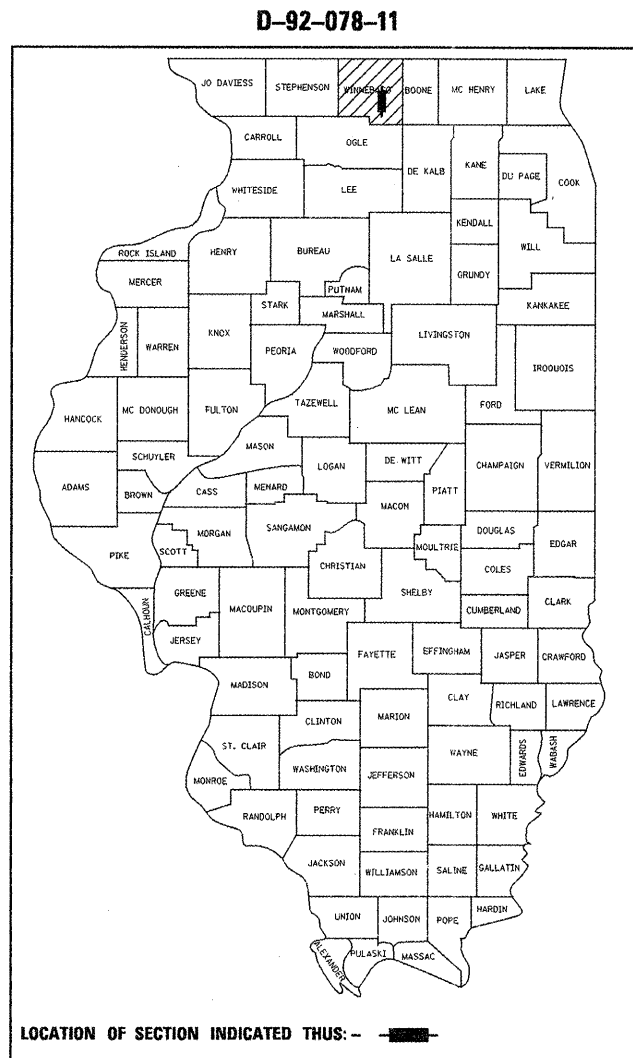 D-92-078-11
JO DAVIESS
STEPHENSON
WINNEBAGO
BOONE
MC HENRY
LAKE
CARROLL
OGLE
DE KALB
KANE
DU PAGE
COOK
WHITESIDE
LEE
KENDALL
WILL
ROCK ISLAND
HENRY
BUREAU
LA SALLE
GRUNDY
MERCER
PUTNAM
KANKAKEE
STARK
MARSHALL
HENDERSON
WARREN
KNOX
PEORIA
WOODFORD
LIVINGSTON
IROQUOIS
FORD
HANCOCK
MC DONOUGH
FULTON
TAZEWELL
MC LEAN
MASON
SCHUYLER
LOGAN
DE WITT
CHAMPAIGN
VERMILION
ADAMS
BROWN
CASS
MENARD
PIATT
MACON
MORGAN
SANGAMON
DOUGLAS
EDGAR
PIKE
SCOTT
CHRISTIAN
MOULTRIE
COLES
GREENE
SHELBY
CALHOUN
MACOUPIN
MONTGOMERY
CUMBERLAND
CLARK
JERSEY
FAYETTE
EFFINGHAM
JASPER
CRAWFORD
BOND
MADISON
CLAY
RICHLAND
LAWRENCE
CLINTON
MARION
ST. CLAIR
WAYNE
EDWARDS
WABASH
WASHINGTON
JEFFERSON
MONROE
RANDOLPH
PERRY
HAMILTON
WHITE
FRANKLIN
JACKSON
WILLIAMSON
SALINE
GALLATIN
UNION
JOHNSON
POPE
HARDIN
ALEXANDER
PULASKI
MASSAC
LOCATION OF SECTION INDICATED THUS: -